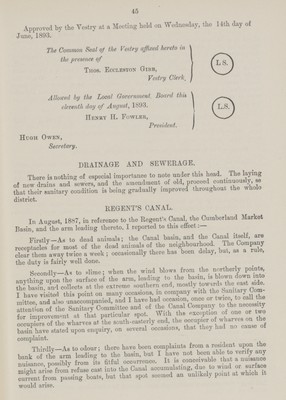 45
Approved by the Vestry at a Meeting held on Wednesday, the 14th day of
June, 1893.
The Common Seal of the Vestry affixed hereto in
the presence of
Thos. Eccleston Gibb,
Vestry Clerk.
L.S.
Allowed by the Local Government Board this
eleventh day of August, 1893.
Henry H. Fowler,
President.
L.S.
Hugh Owen,
Secretary.
DRAINAGE AND SEWERAGE.
There is nothing of especial importance to note under this head. The laying
of new drains and sewers, and the amendment of old, proceed continuously, so
that their sanitary condition is being gradually improved throughout the whole
district.
REGENT'S CANAL.
In August, 1887, in reference to the Regent's Canal, the Cumberland Market
Basin, and the arm leading thereto, I reported to this effect:—
Firstly—As to dead animals; the Canal basin, and the Canal itself, are
receptacles for most of the dead animals of the neighbourhood. The Company
clear them away twice a week; occasionally there has been delay, but, as a rule,
the duty is fairly well done.
Secondly—As to slime; when the wind blows from the northerly points,
anything upon the surface of the arm, leading to the basin, is blown down into
the basin, and collects at the extreme southern end, mostly towards the east side.
I have visited this point on many occasions, in company with the Sanitary Com-
mittee, and also unaccompanied, and I have had occasion, once or twice, to call the
attention of the Sanitary Committee and of the Canal Company to the necessity
for improvement at that particular spot. With the exception of one or two
occupiers of the wharves at the south-easterly end, the occupier of wharves on the
basin have stated upon enquiry, on several occasions, that they had no cause of
complaint.
Thirdly—As to odour; there have been complaints from a resident upon the
bank of the arm leading to the basin, but I have not been able to verify any
nuisance, possibly from its fitful occurrence. It is conceivable that a nuisance
might arise from refuse cast into the Canal accumulating, due to wind or surface
current from passing boats, but that spot seemed an unlikely point at which it
would arise.